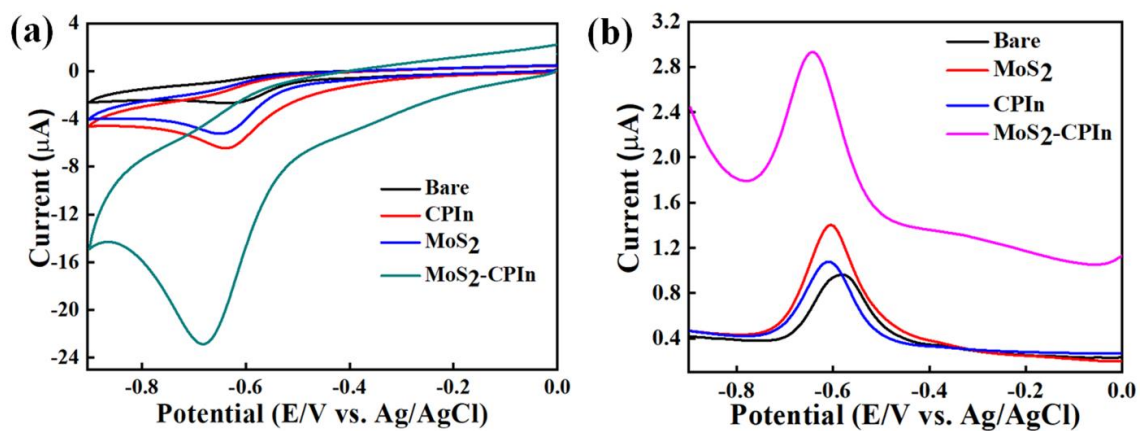 (a)
Current (μA)
4
0
-4
-8
-12
-16
-20
-24
-0.8
-0.6
-0.4
-0.2
0.0
Potential (E/V vs. Ag/AgCl)
Bare
CPIn
MoS2
MoS2-CPIn
(b)
Current (μA)
3.2
2.8
2.4
2.0
1.6
1.2
0.8
0.4
-0.8
-0.6
-0.4
-0.2
0.0
Potential (E/V vs. Ag/AgCl)
Bare
MoS2
CPIn
MoS2-CPIn